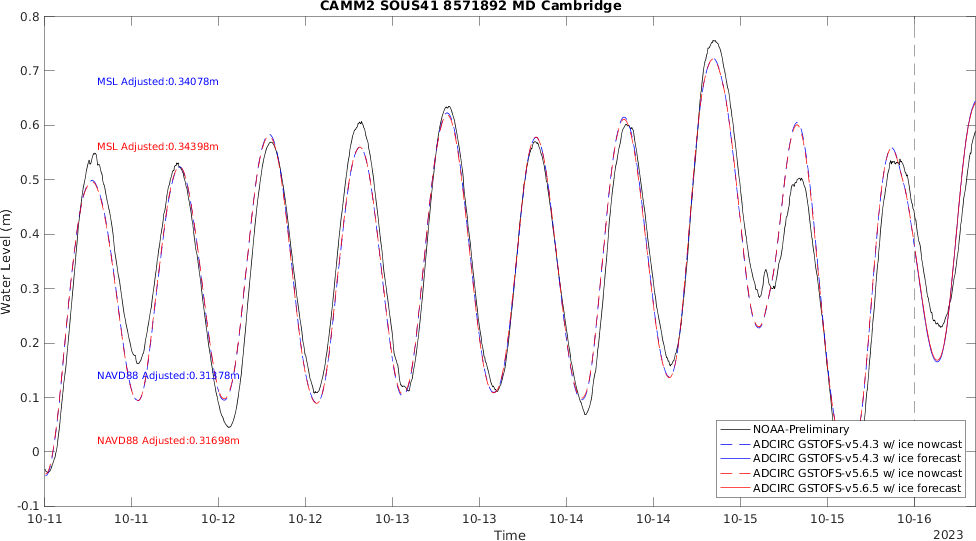 CAMM2 SOUS41 8571892 MD Cambridge
0.8
0.7
0.6
0.5
0.4
0.3
0.2
0.1
0
-0.1
Water Level (m)
MSL Adjusted:0.34078m
MSL Adjusted:0.34398m
NAVD88 Adjusted:0.31378m
NAVD88 Adjusted:0.31698m
NOAA-Preliminary
ADCIRC GSTOFS-v5.4.3 w/ ice nowcast
ADCIRC GSTOFS-v5.4.3 w/ ice forecast
ADCIRC GSTOFS-v5.6.5 w/ ice nowcast
ADCIRC GSTOFS-v5.6.5 w/ ice forecast
10-11 10-11 10-12 10-12 10-13 10-13 10-14 10-14 10-15 10-15 10-16
Time
2023